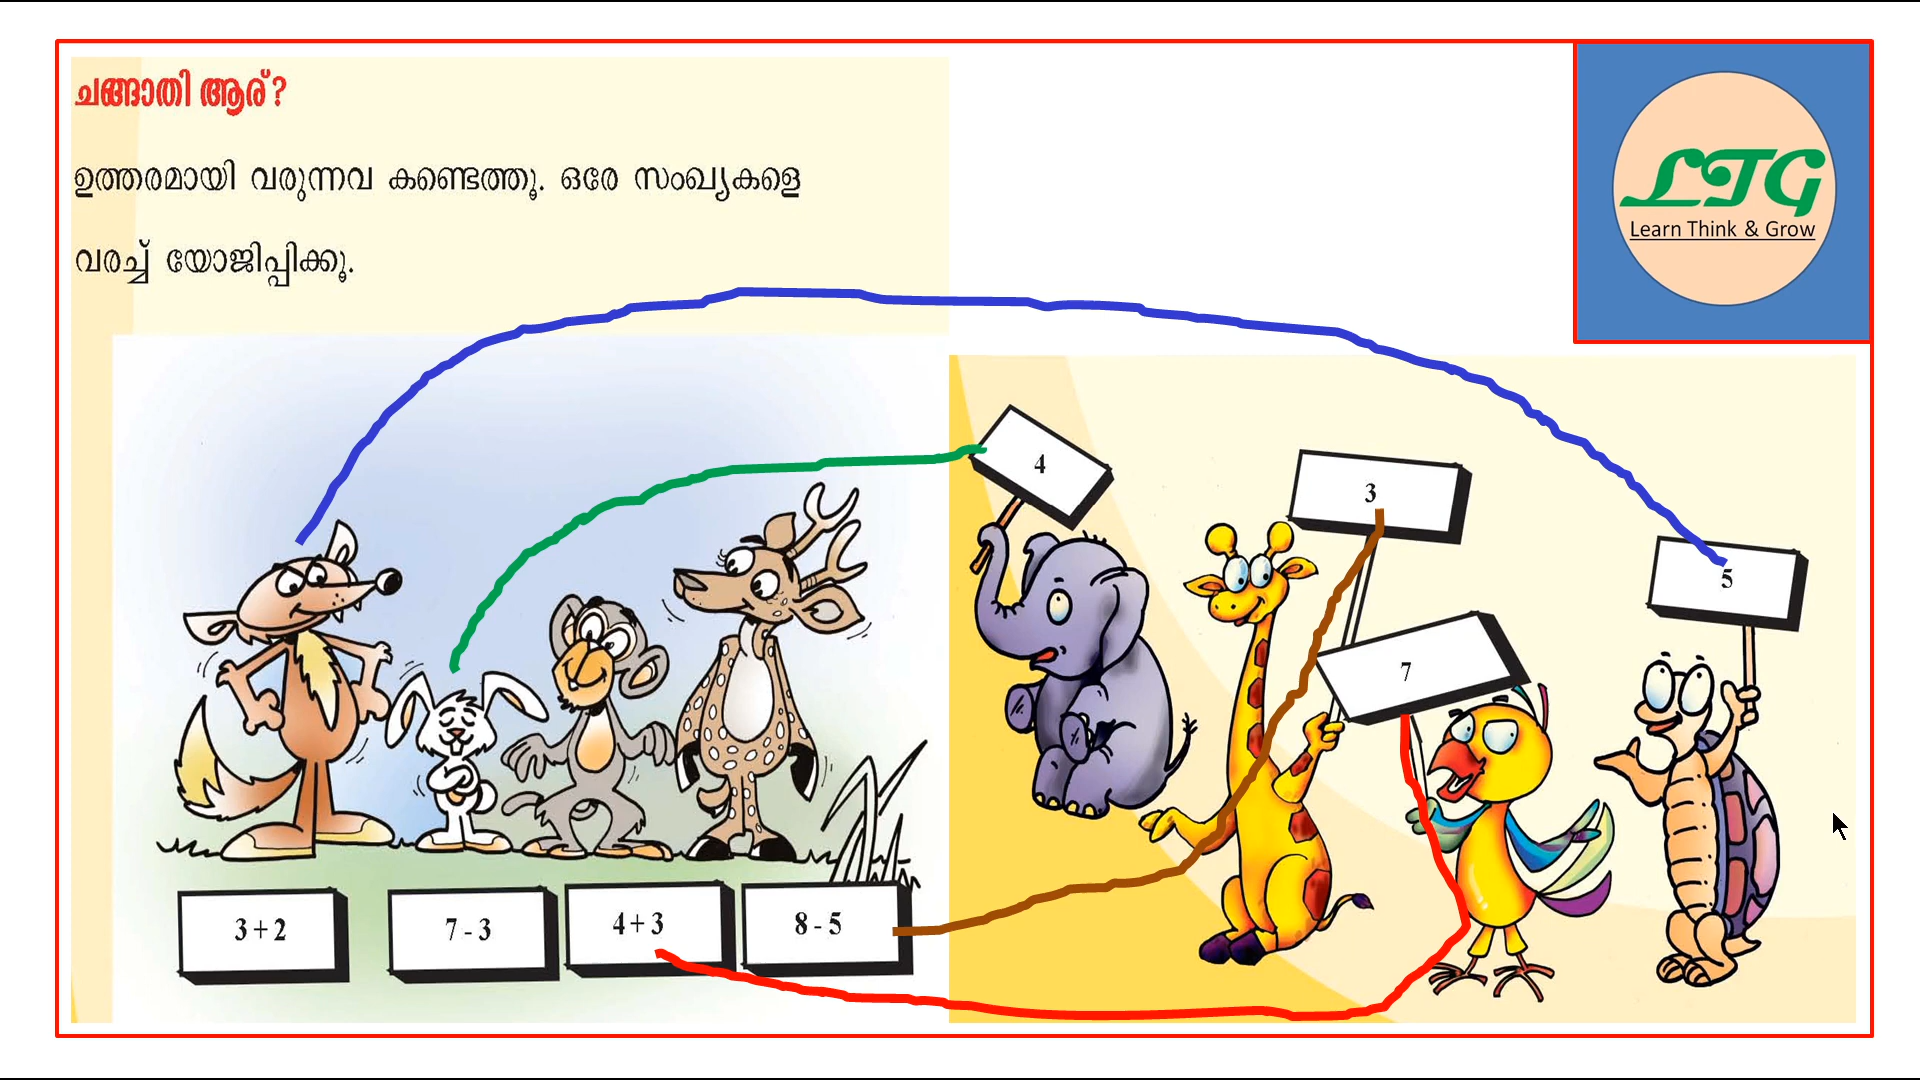 ചങ്ങാതി ആര്?
ഉത്തരമായി വരുന്നവ കണ്ടെത്തൂ. ഒരേ സംഖ്യകളെ
വരച്ച് യോജിപ്പിക്കൂ.
LTG
Learn Think & Grow
4
3
5
7
3 + 2
7 - 3
4 + 3
8 - 5